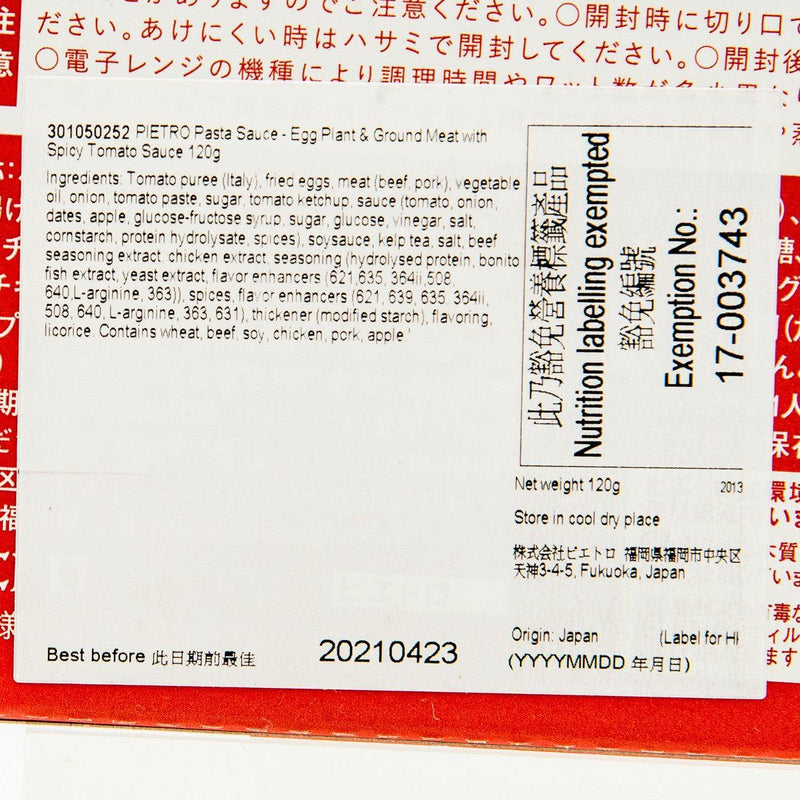 ださい。あけにくい時はハサミで開封してください。○開封後
○電子レンジの機種により調理時間や
301050252 PIETRO Pasta Sauce - Egg Plant & Ground Meat with
Spicy Tomato Sauce 120g
Ingredients: Tomato puree (Italy), fried eggs, meat (beef, pork), vegetable
oil, onion, tomato paste, sugar, tomato ketchup, sauce (tomato, onion,
dates, apple, glucose-fructose syrup, sugar, glucose, vinegar, salt,
cornstarch, protein hydrolysate, spices), soysauce, kelp tea, salt, beef
seasoning extract, chicken extract, seasoning (hydrolysed protein, bonito
fish extract, yeast extract, flavor enhancers (621,635, 364ii,508,
640,L-arginine, 363)), spices, flavor enhancers (621, 639, 635, 364ii,
508, 640, L-arginine, 363, 631), thickener (modified starch), flavoring,
licorice. Contains wheat, beef, soy, chicken, pork, apple.
此乃豁免營養標籤產品
Nutrition labelling exempted
豁免編號
Exemption No.:
17-003743
Net weight 120g 2013
Store in cool dry place
株式会社ピエトロ 福岡県福岡市中央区
天神3-4-5, Fukuoka, Japan
Origin: Japan (Label for
Best before 此日期前最佳 20210423 (YYYYMMDD 年月日)